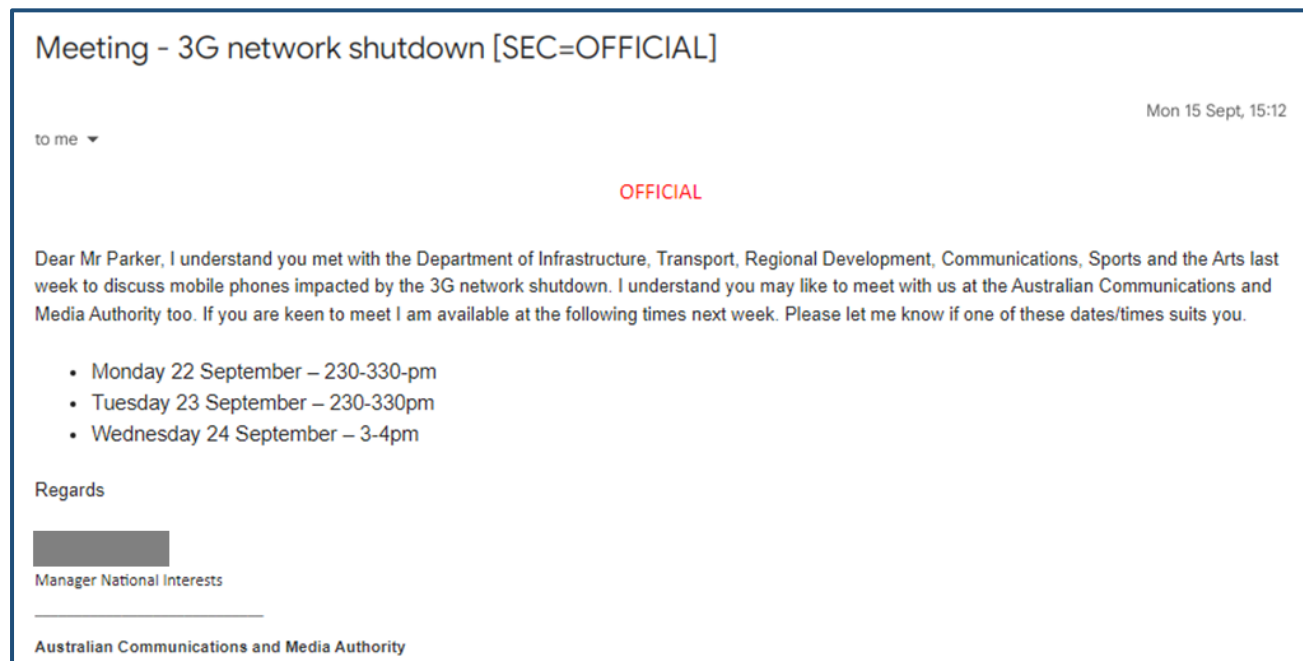 Meeting - 3G network shutdown [SEC=OFFICIAL]
Mon 15 Sept, 15:12
to me
OFFICIAL
Dear Mr Parker, I understand you met with the Department of Infrastructure, Transport, Regional Development, Communications, Sports and the Arts last
week to discuss mobile phones impacted by the 3G network shutdown. I understand you may like to meet with us at the Australian Communications and
Media Authority too. If you are keen to meet I am available at the following times next week. Please let me know if one of these dates/times suits you.
• Monday 22 September – 230-330-pm
• Tuesday 23 September – 230-330pm
• Wednesday 24 September – 3-4pm
Regards
Manager National Interests
Australian Communications and Media Authority